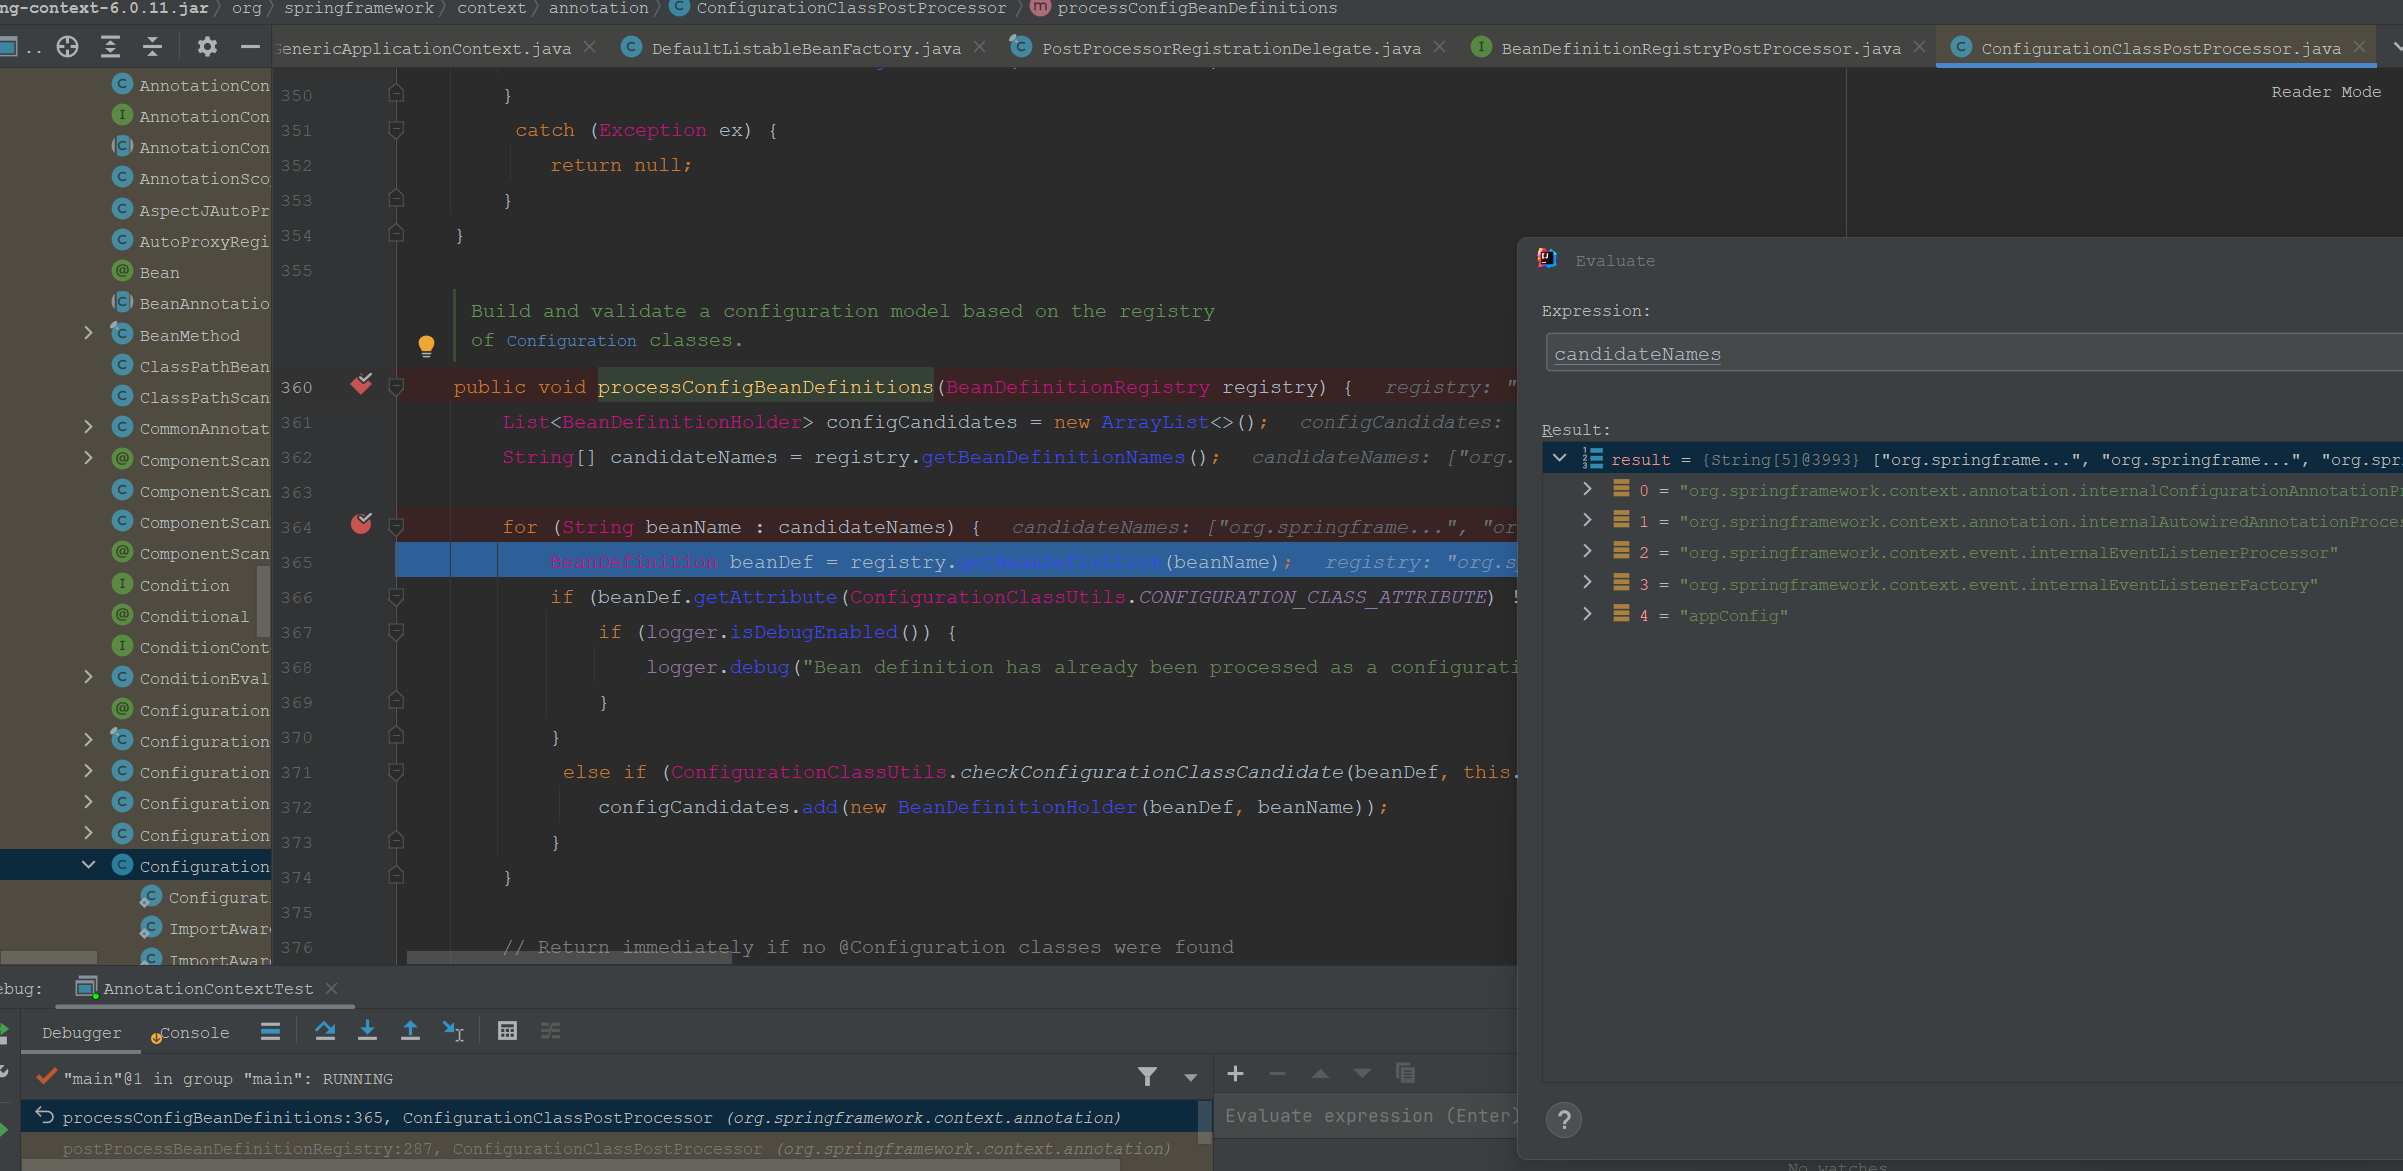 ng-context-6.0.11.jar org springframework context annotation ConfigurationClassPostProcessor processConfigBeanDefinitions
enericApplicationContext.java DefaultListableBeanFactory.java PostProcessorRegistrationDelegate.java BeanDefinitionRegistryPostProcessor.java ConfigurationClassPostProcessor.java
Reader Mode
AnnotationCon
AnnotationCon
AnnotationCon
AnnotationSco
AspectJAutoPr
AutoProxyRegi
Bean
BeanAnnotatio
BeanMethod
ClassPathBean
ClassPathScan
CommonAnnotat
ComponentScan
ComponentScan
ComponentScan
ComponentScan
Condition
Conditional
ConditionCont
ConditionEval
Configuration
Configuration
Configuration
Configuration
Configuration
Configuration
Configurat
ImportAwar
ImportAwar
350 }
351 catch (Exception ex) {
352 return null;
353 }
354 }
355
Build and validate a configuration model based on the registry
of Configuration classes.
360 public void processConfigBeanDefinitions(BeanDefinitionRegistry registry) { registry: "
361 List<BeanDefinitionHolder> configCandidates = new ArrayList<>(); configCandidates:
362 String[] candidateNames = registry.getBeanDefinitionNames(); candidateNames: ["org.
363
364 for (String beanName : candidateNames) { candidateNames: ["org.springframe...", "or
365 BeanDefinition beanDef = registry.getBeanDefinition(beanName); registry: "org.s
366 if (beanDef.getAttribute(ConfigurationClassUtils.CONFIGURATION_CLASS_ATTRIBUTE) !
367 if (logger.isDebugEnabled()) {
368 logger.debug("Bean definition has already been processed as a configurati
369 }
370 }
371 else if (ConfigurationClassUtils.checkConfigurationClassCandidate(beanDef, this.
372 configCandidates.add(new BeanDefinitionHolder(beanDef, beanName));
373 }
374 }
375
376 // Return immediately if no @Configuration classes were found
Evaluate
Expression:
candidateNames
Result:
result = {String[5]@3993} ["org.springframe...", "org.springframe...", "org.spr
0 = "org.springframework.context.annotation.internalConfigurationAnnotationPr
1 = "org.springframework.context.annotation.internalAutowiredAnnotationProces
2 = "org.springframework.context.event.internalEventListenerProcessor"
3 = "org.springframework.context.event.internalEventListenerFactory"
4 = "appConfig"
ebug: AnnotationContextTest
Debugger Console
"main"@1 in group "main": RUNNING
processConfigBeanDefinitions:365, ConfigurationClassPostProcessor (org.springframework.context.annotation)
postProcessBeanDefinitionRegistry:287, ConfigurationClassPostProcessor (org.springframework.context.annotation)
Evaluate expression (Enter)
No watches